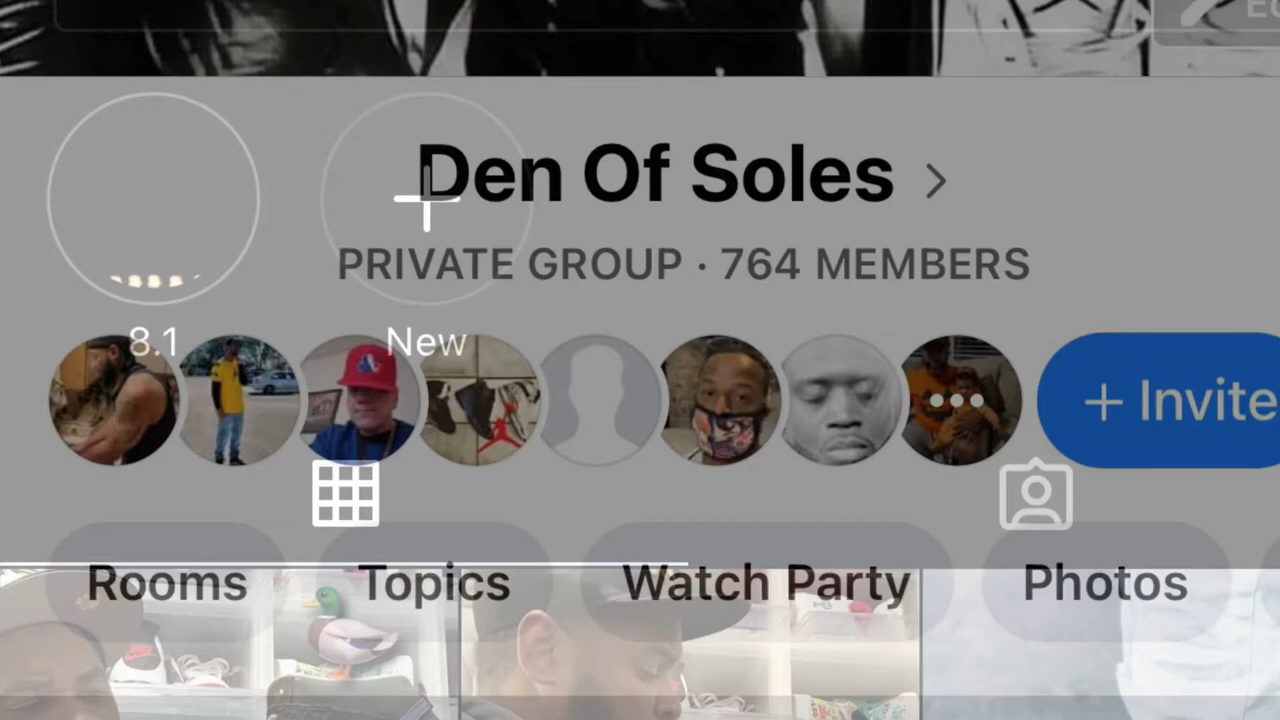 Den Of Soles
PRIVATE GROUP · 764 MEMBERS
8.1
New
+ Invite
Rooms
Topics
Watch Party
Photos